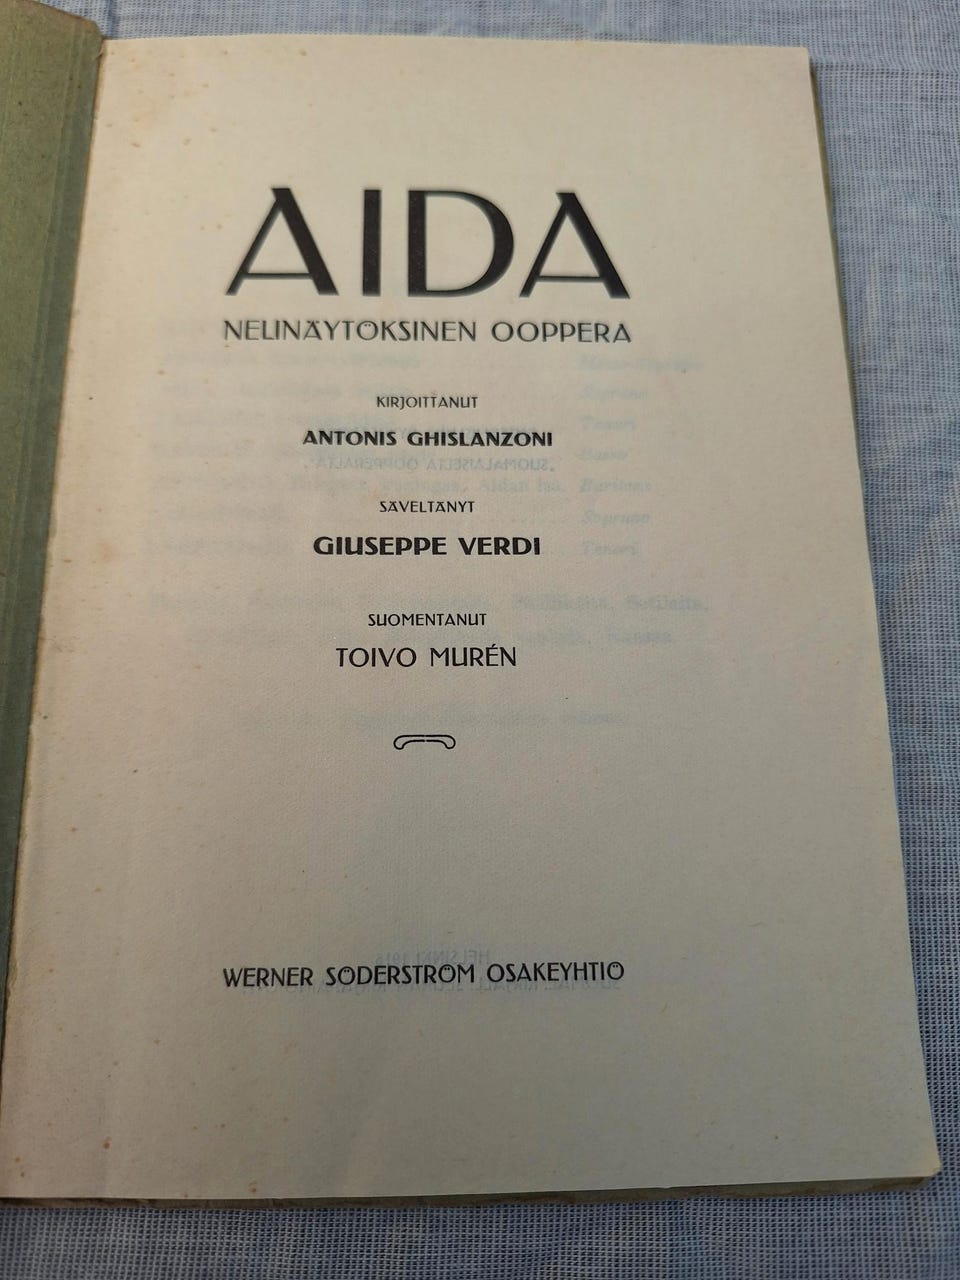 AIDA
NELINÄYTÖKSINEN OOPPERA
KIRJOITTANUT
ANTONIS GHISLANZONI
SÄVELTÄNYT
GIUSEPPE VERDI
SUOMENTANUT
TOIVO MURÉN
WERNER SÖDERSTRÖM OSAKEYHTIÖ